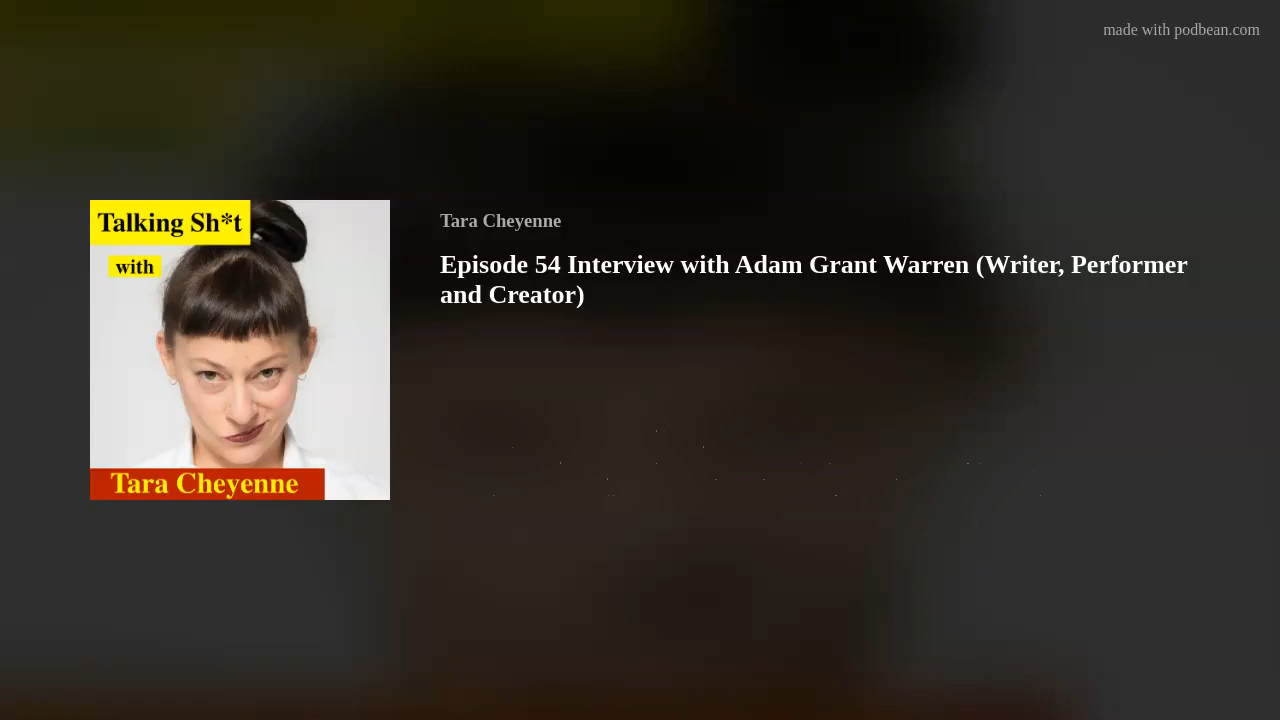 made with podbean.com
Talking Sh*t
with
Tara Cheyenne
Tara Cheyenne
Episode 54 Interview with Adam Grant Warren (Writer, Performer
and Creator)